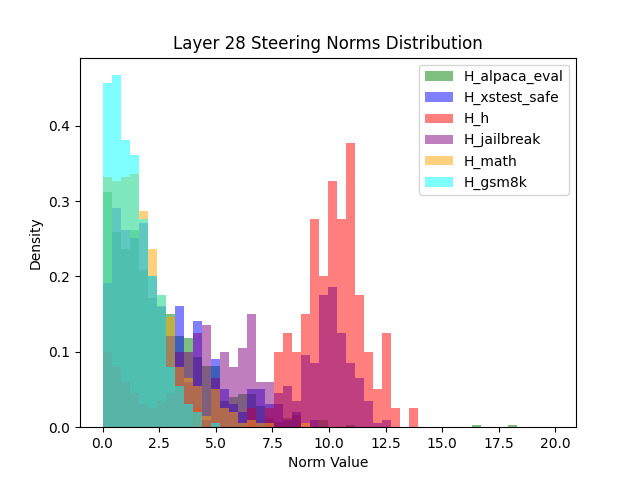 Layer 28 Steering Norms Distribution
H_alpaca_eval
H_xstest_safe
H_h
H_jailbreak
H_math
H_gsm8k
0.4
0.3
0.2
0.1
0.0
Density
0.0 2.5 5.0 7.5 10.0 12.5 15.0 17.5 20.0
Norm Value